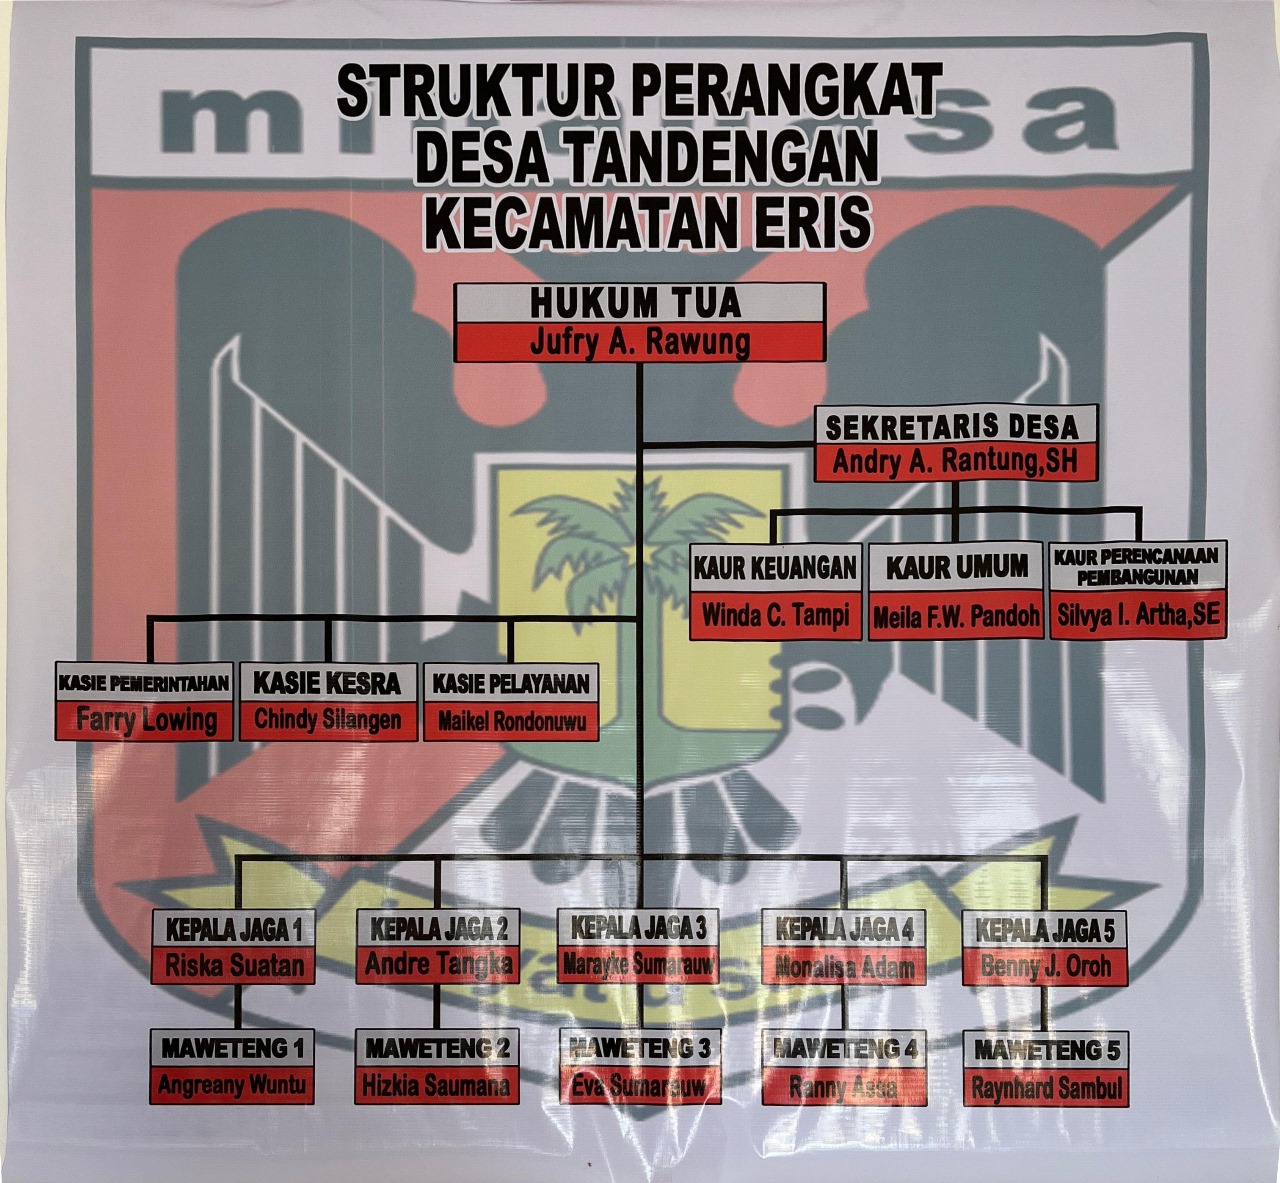 STRUKTUR PERANGKAT
DESA TANDENGAN
KECAMATAN ERIS
HUKUM TUA
Jufry A. Rawung
SEKRETARIS DESA
Andry A. Rantung,SH
KAUR KEUANGAN
Winda C. Tampi
KAUR UMUM
Meila F.W. Pandoh
KAUR PERENCANAAN
PEMBANGUNAN
Silvya I. Artha,SE
KASIE PEMERINTAHAN
Farry Lowing
KASIE KESRA
Chindy Silangen
KASIE PELAYANAN
Maikel Rondonuwu
KEPALA JAGA 1
Riska Suatan
KEPALA JAGA 2
Andre Tangka
KEPALA JAGA 3
Marayke Sumarauw
KEPALA JAGA 4
Monalisa Adam
KEPALA JAGA 5
Benny J. Oroh
MAWETENG 1
Angreany Wuntu
MAWETENG 2
Hizkia Saumana
MAWETENG 3
Eva Sumarauw
MAWETENG 4
Ranny Assa
MAWETENG 5
Raynhard Sambul